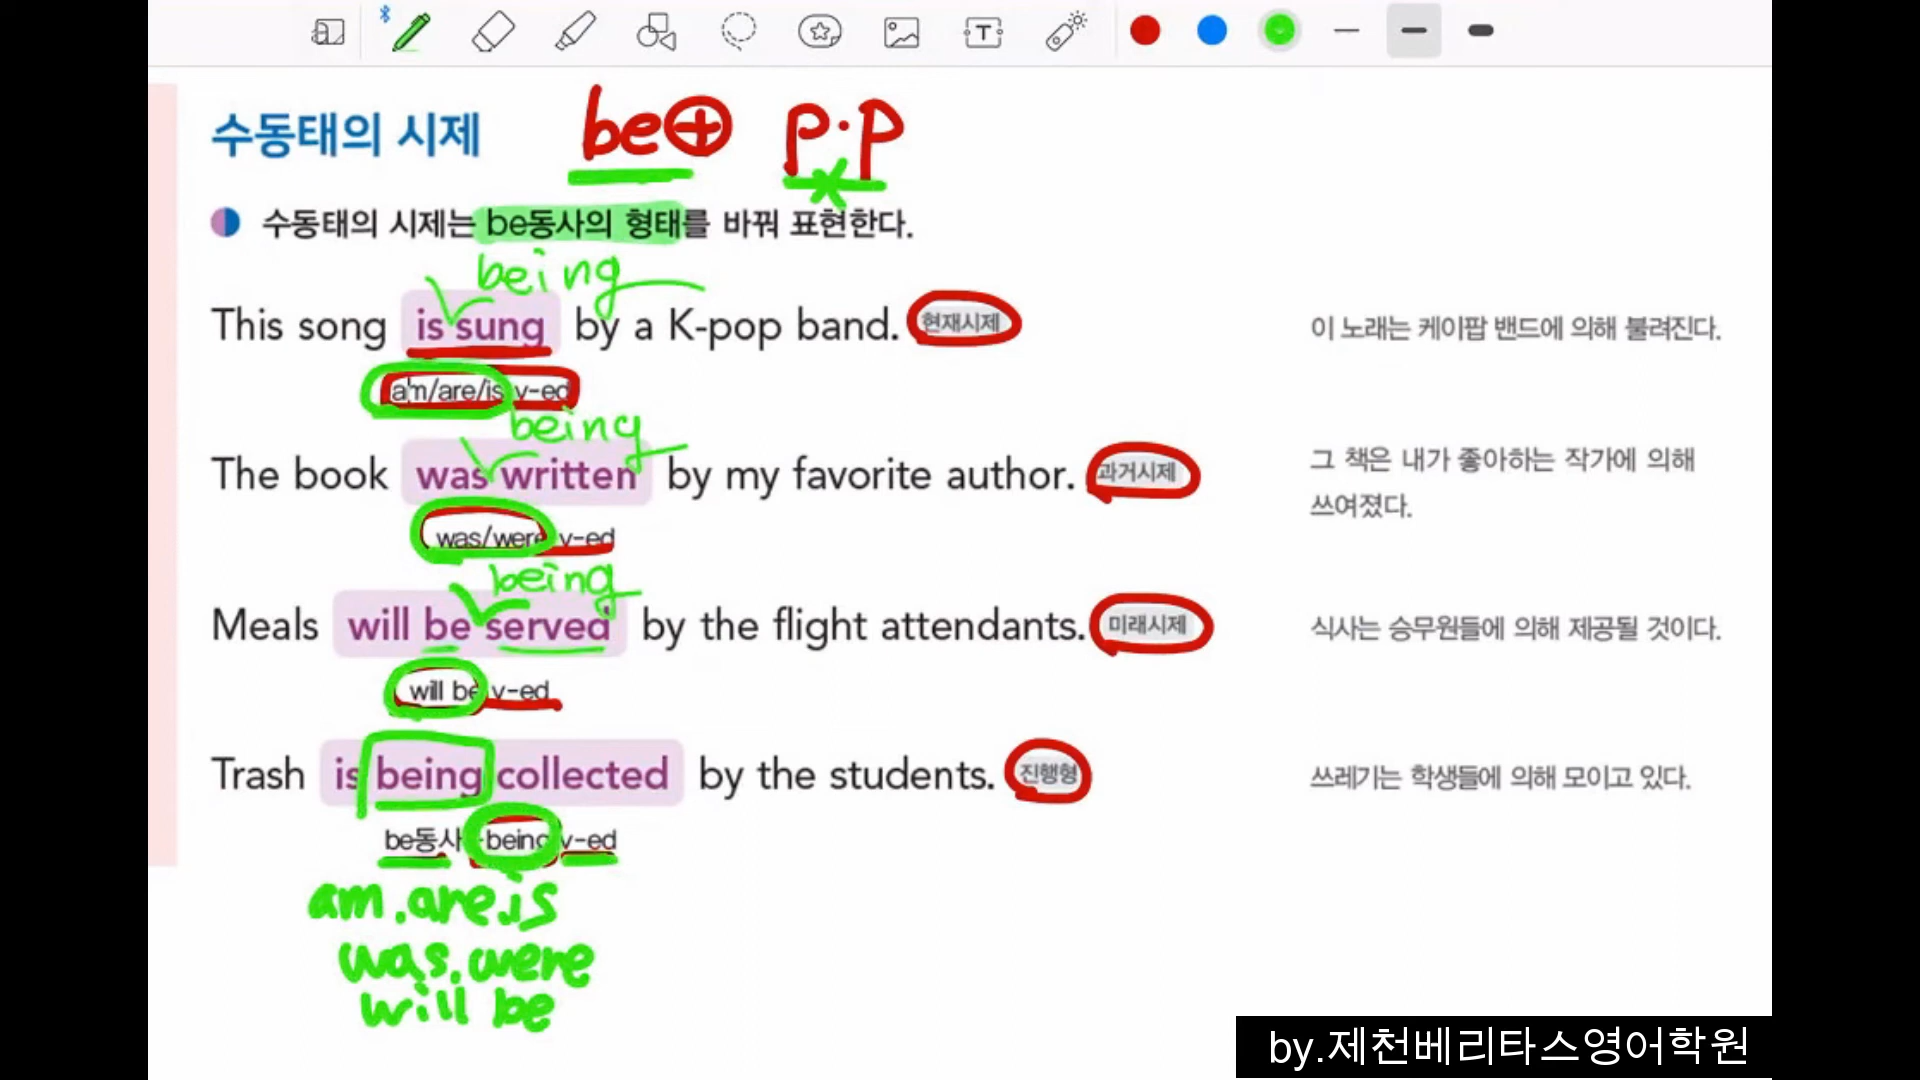 수동태의 시제 be+ p.p
수동태의 시제는 be동사의 형태를 바꿔 표현한다.
being
This song is sung by a K-pop band. 현재시제 이 노래는 케이팝 밴드에 의해 불려진다.
am/are/is v-ed
being
The book was written by my favorite author. 과거시제 그 책은 내가 좋아하는 작가에 의해
쓰여졌다.
was/were v-ed
being
Meals will be served by the flight attendants. 미래시제 식사는 승무원들에 의해 제공될 것이다.
will be v-ed
Trash is being collected by the students. 진행형 쓰레기는 학생들에 의해 모이고 있다.
be동사 being v-ed
am.are.is
was.were
will be
by.제천베리타스영어학원